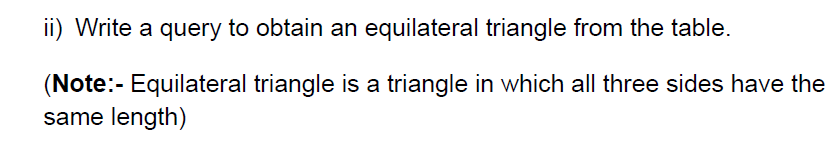 ii) Write a query to obtain an equilateral triangle from the table.
(Note:- Equilateral triangle is a triangle in which all three sides have the
same length)